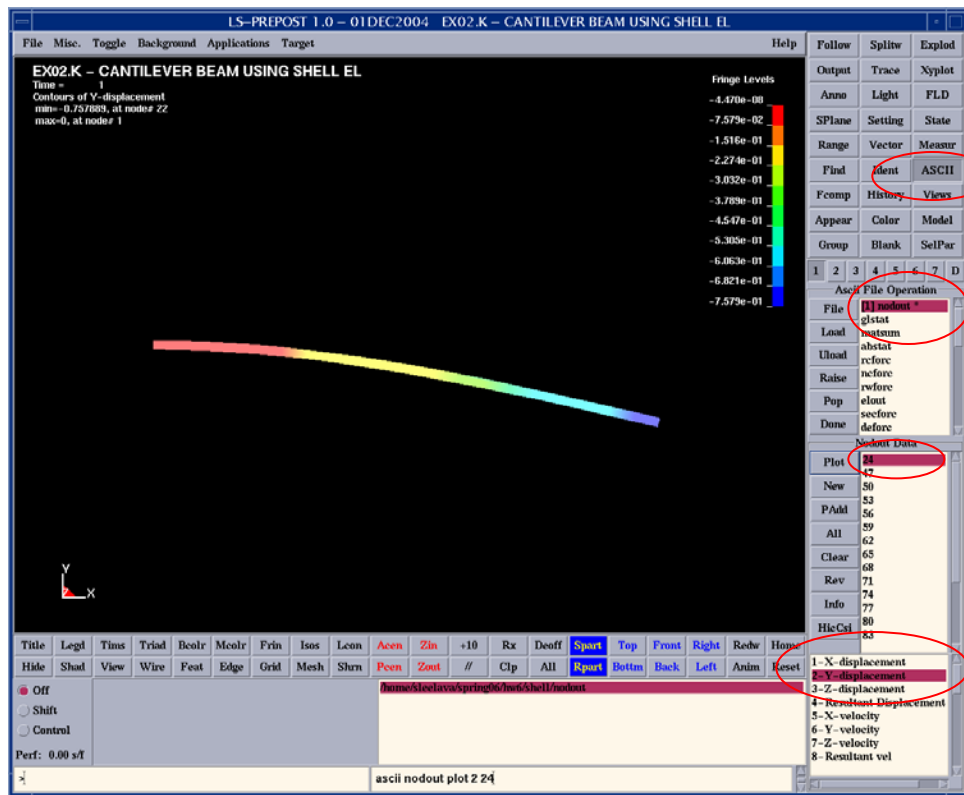 LS-PREPOST 1.0 - 01DEC2004 EX02.K - CANTILEVER BEAM USING SHELL EL
File Misc. Toggle Background Applications Target Help
EX02.K - CANTILEVER BEAM USING SHELL EL
Time = 1
Contours of Y-displacement
min=-0.757889, at node# 22
max=0, at node# 1
Fringe Levels
-4.470e-08
-7.579e-02
-1.516e-01
-2.274e-01
-3.032e-01
-3.789e-01
-4.547e-01
-5.305e-01
-6.063e-01
-6.821e-01
-7.579e-01
Y
Z X
Follow Splitw Explod
Output Trace Xyplot
Anno Light FLD
SPlane Setting State
Range Vector Measur
Find Ident ASCII
Fcomp History Views
Appear Color Model
Group Blank SelPar
1 2 3 4 5 6 7 D
Ascii File Operation
File
Load
Uload
Raise
Pop
Done
[1] nodout *
glstat
matsum
abstat
rcforc
ncforc
rwforc
elout
secforc
deforc
Nodout Data
Plot
New
PAdd
All
Clear
Rev
Info
HicCsi
24
47
50
53
56
59
62
65
68
71
74
77
80
83
1-X-displacement
2-Y-displacement
3-Z-displacement
4-Resultant Displacement
5-X-velocity
6-Y-velocity
7-Z-velocity
8-Resultant vel
Title Legd Tims Triad Bcolr Mcolr Frin Isos Lcon Acen Zin +10 Rx Deoff Spart Top Front Right Redw Home
Hide Shad View Wire Feat Edge Grid Mesh Shrn Pcen Zout // Clp All Rpart Bottm Back Left Anim Reset
Off
Shift
Control
Perf: 0.00 s/f
/home/sleelava/spring06/hw6/shell/nodout
>
ascii nodout plot 2 24